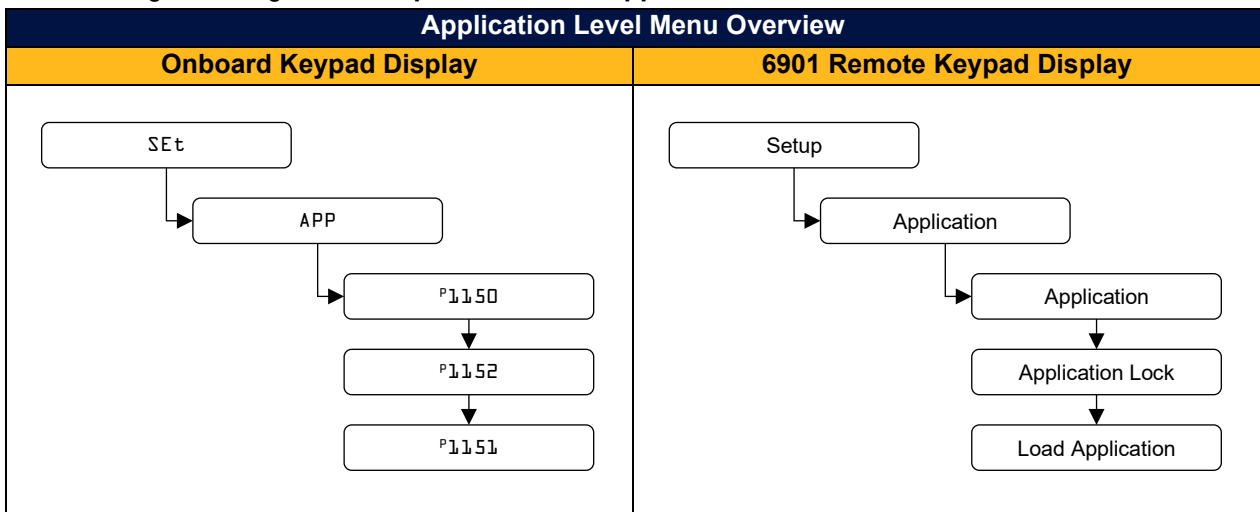 Application Level Menu Overview
Onboard Keypad Display
6901 Remote Keypad Display
SEt
APP
P1150
P1152
P1151
Setup
Application
Application
Application Lock
Load Application